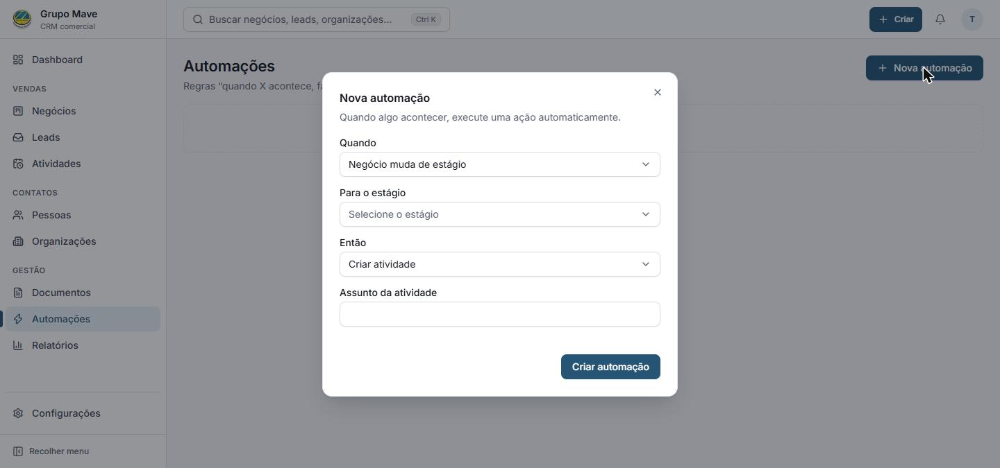 Grupo Mave
CRM comercial
Buscar negócios, leads, organizações...
Ctrl K
Criar
T
Dashboard
VENDAS
Negócios
Leads
Atividades
CONTATOS
Pessoas
Organizações
GESTÃO
Documentos
Automações
Relatórios
Configurações
Recolher menu
Automações
Regras “quando X acontece,
Nova automação
Nova automação
Quando algo acontecer, execute uma ação automaticamente.
Quando
Negócio muda de estágio
Para o estágio
Selecione o estágio
Então
Criar atividade
Assunto da atividade
Criar automação